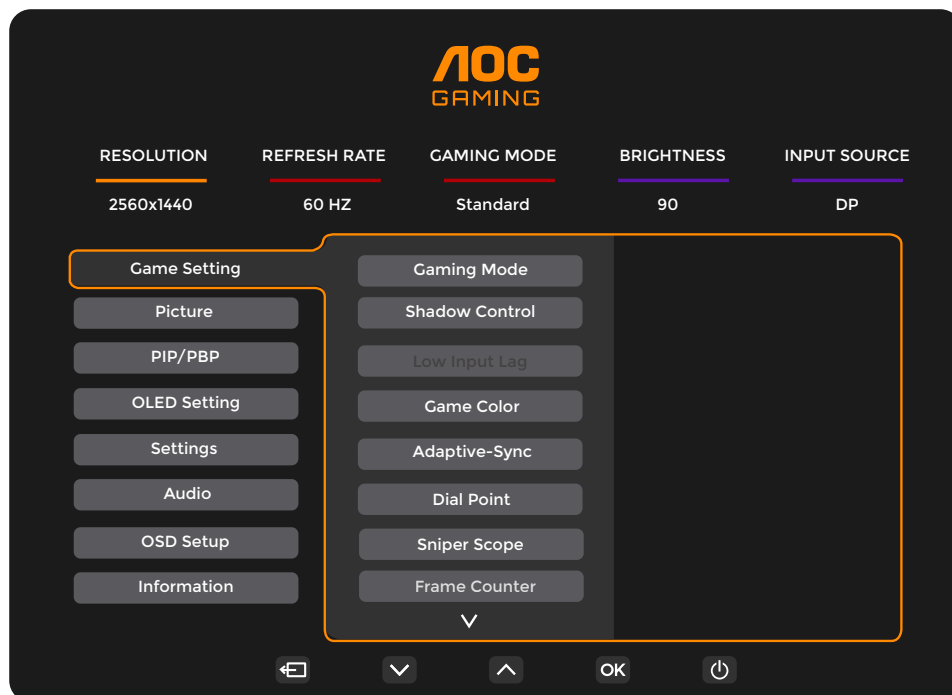 AOC
GAMING
RESOLUTION REFRESH RATE GAMING MODE BRIGHTNESS INPUT SOURCE
2560x1440 60 HZ Standard 90 DP
Game Setting
Picture
PIP/PBP
OLED Setting
Settings
Audio
OSD Setup
Information
Gaming Mode
Shadow Control
Low Input Lag
Game Color
Adaptive-Sync
Dial Point
Sniper Scope
Frame Counter
OK